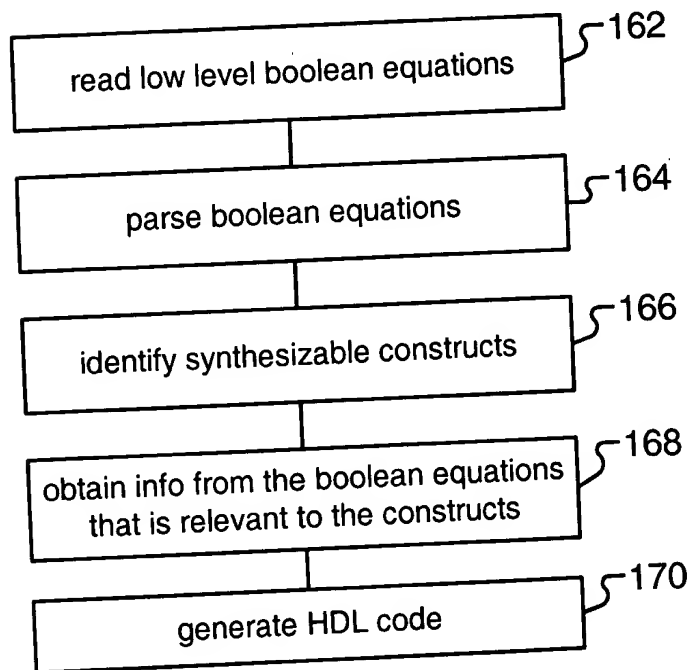 read low level boolean equations
162
parse boolean equations
164
identify synthesizable constructs
166
obtain info from the boolean equations
that is relevant to the constructs
168
generate HDL code
170